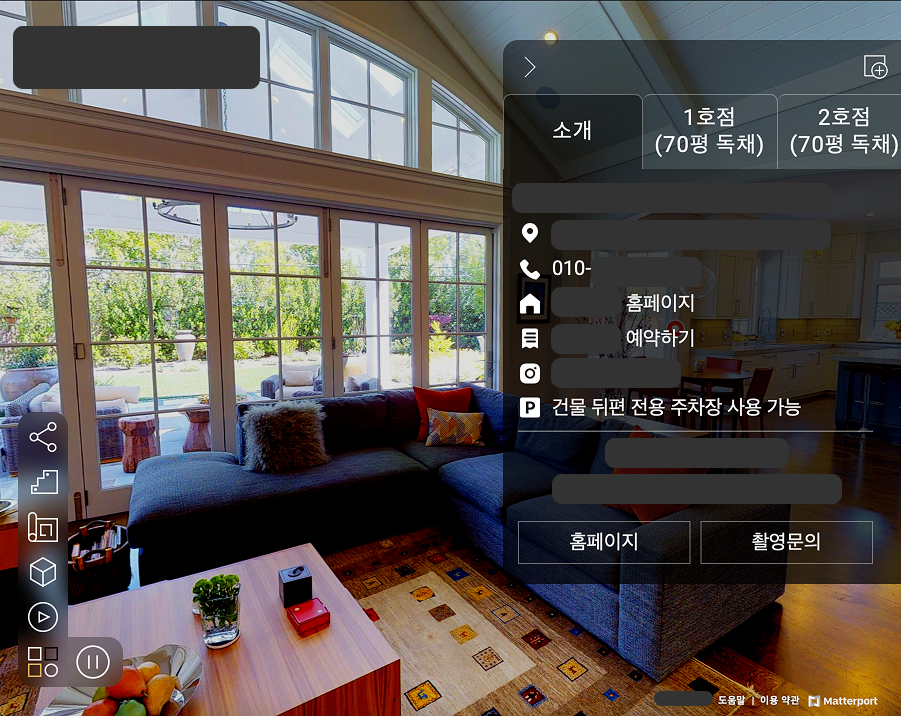 소개
1호점
(70평 독채)
2호점
(70평 독채)
010-
홈페이지
예약하기
P 건물 뒤편 전용 주차장 사용 가능
홈페이지
촬영문의
도움말 | 이용 약관 Matterport